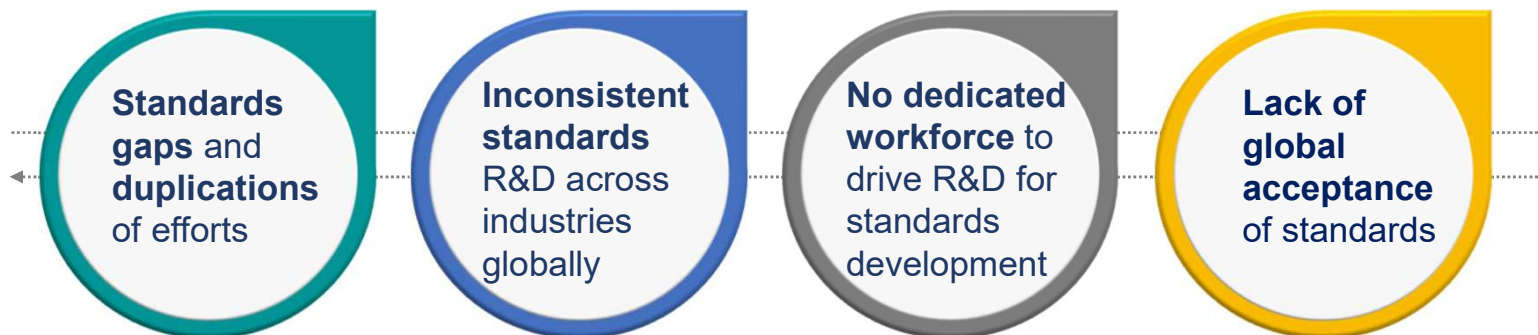 Standards
gaps and
duplications
of efforts
Inconsistent
standards
R&D across
industries
globally
No dedicated
workforce to
drive R&D for
standards
development
Lack of
global
acceptance
of standards